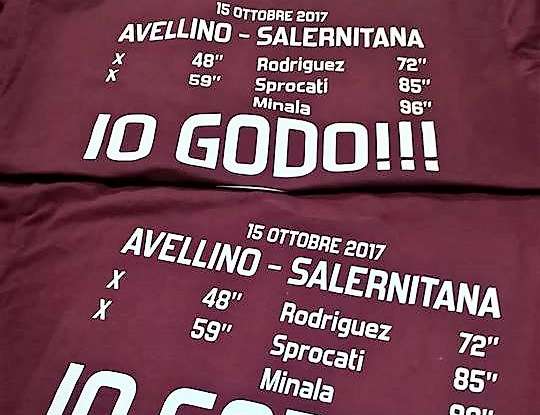 15 OTTOBRE 2017
AVELLINO - SALERNITANA
X 48" Rodriguez 72"
X 59" Sprocati 85"
Minala 96"
IO GODO!!!
15 OTTOBRE 2017
AVELLINO - SALERNITANA
X 48" Rodriguez 72"
X 59" Sprocati 85"
Minala
IO